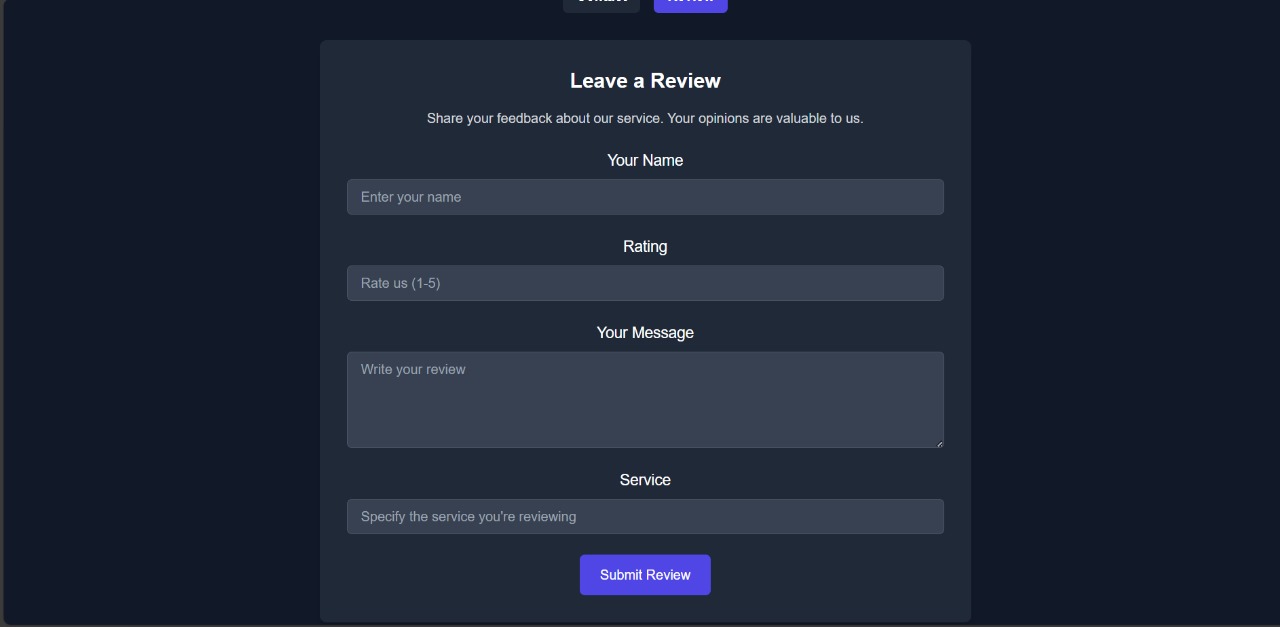 Leave a Review
Share your feedback about our service. Your opinions are valuable to us.
Your Name
Enter your name
Rating
Rate us (1-5)
Your Message
Write your review
Service
Specify the service you're reviewing
Submit Review